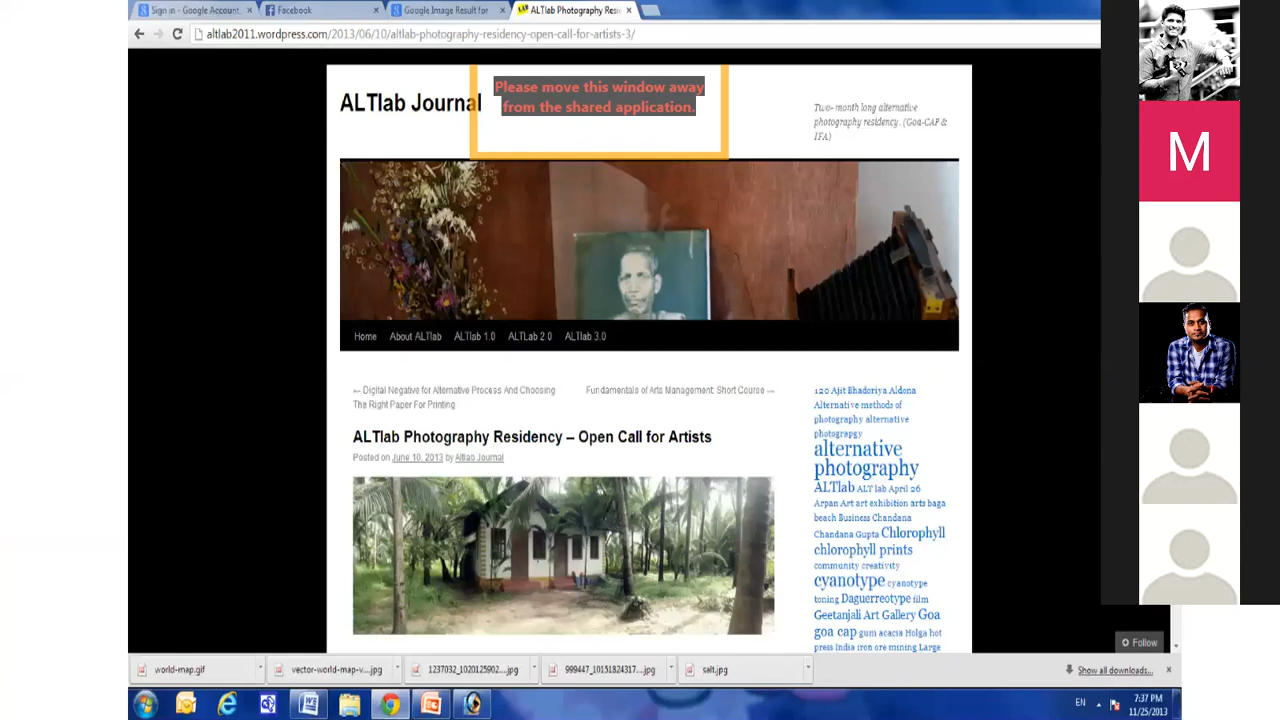 Sign in - Google Account.
Facebook
Google Image Result for
ALTlab Photography Resi
altlab2011.wordpress.com/2013/06/10/altlab-photography-residency-open-call-for-artists-3/
Please move this window away
from the shared application.
ALTlab Journal
Two- month long alternative
photography residency. (Goa-CAP &
IFA)
M
Home
About ALTlab
ALTlab 1.0
ALTLab 2.0
ALTlab 3.0
← Digital Negative for Alternative Process And Choosing
The Right Paper For Printing
Fundamentals of Arts Management: Short Course →
ALTlab Photography Residency – Open Call for Artists
Posted on June 10, 2013 by Altlab Journal
120 Ajit Bhadoriya Aldona
Alternative methods of
photography alternative
photograpgy
alternative
photography
ALTlab ALT lab April 26
Arpan Art art exhibition arts baga
beach Business Chandana
Chandana Gupta Chlorophyll
chlorophyll prints
community creativity
cyanotype cyanotype
toning Daguerreotype film
Geetanjali Art Gallery Goa
goa cap gum acacia Holga hot
press India iron ore mining Large
Follow
world-map.gif
vector-world-map-v....jpg
1237032_1020125902....jpg
999447_10151824317....jpg
salt.jpg
Show all downloads...
EN
7:37 PM
11/25/2013